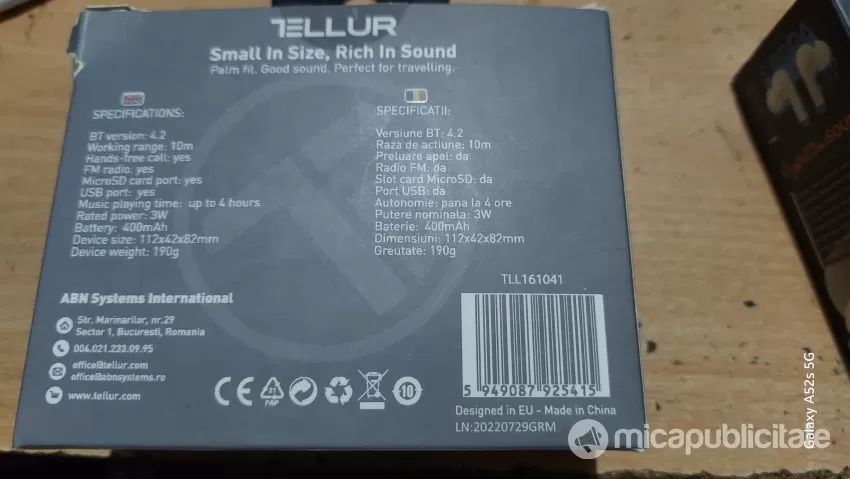 TELLUR
Small In Size, Rich In Sound
Palm fit. Good sound. Perfect for travelling.
SPECIFICATIONS:
BT version: 4.2
Working range: 10m
Hands-free call: yes
FM radio: yes
MicroSD card port: yes
USB port: yes
Music playing time: up to 4 hours
Rated power: 3W
Battery: 400mAh
Device size: 112x42x82mm
Device weight: 190g
SPECIFICATII:
Versiune BT: 4.2
Raza de actiune: 10m
Preluare apel: da
Radio FM: da
Slot card MicroSD: da
Port USB: da
Autonomie: pana la 4 ore
Putere nominala: 3W
Baterie: 400mAh
Dimensiuni: 112x42x82mm
Greutate: 190g
ABN Systems International
Str. Marinarilor, nr.29
Sector 1, Bucuresti, Romania
004.021.233.09.95
office@tellur.com
office@abnsystems.ro
www.tellur.com
CE
21
PAP
10
TLL161041
5 949087 925415
Designed in EU - Made in China
LN:20220729GRM
micapublicitate
Galaxy A52s 5G